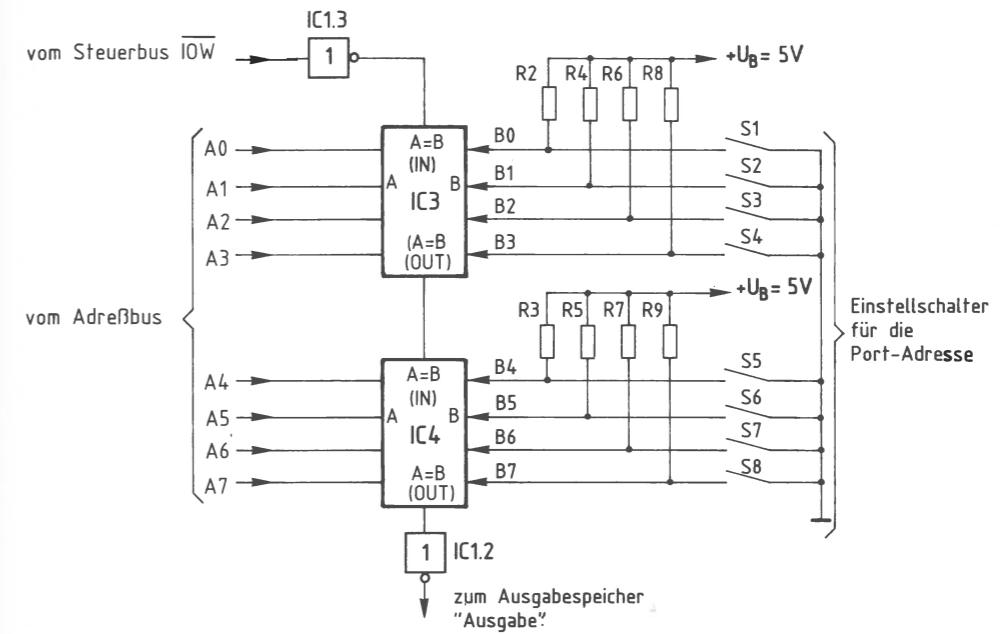 IC1.3
vom Steuerbus IOW
1
R2 R4 R6 R8
+UB= 5V
A0
A1
A2
A3
A=B
(IN)
A B
IC3
(A=B
(OUT)
B0
B1
B2
B3
S1
S2
S3
S4
vom Adreßbus
R3 R5 R7 R9
+UB= 5V
Einstellschalter
für die
Port-Adresse
A4
A5
A6
A7
A=B
(IN)
A B
IC4
A=B
(OUT)
B4
B5
B6
B7
S5
S6
S7
S8
1 IC1.2
zum Ausgabespeicher
"Ausgabe".